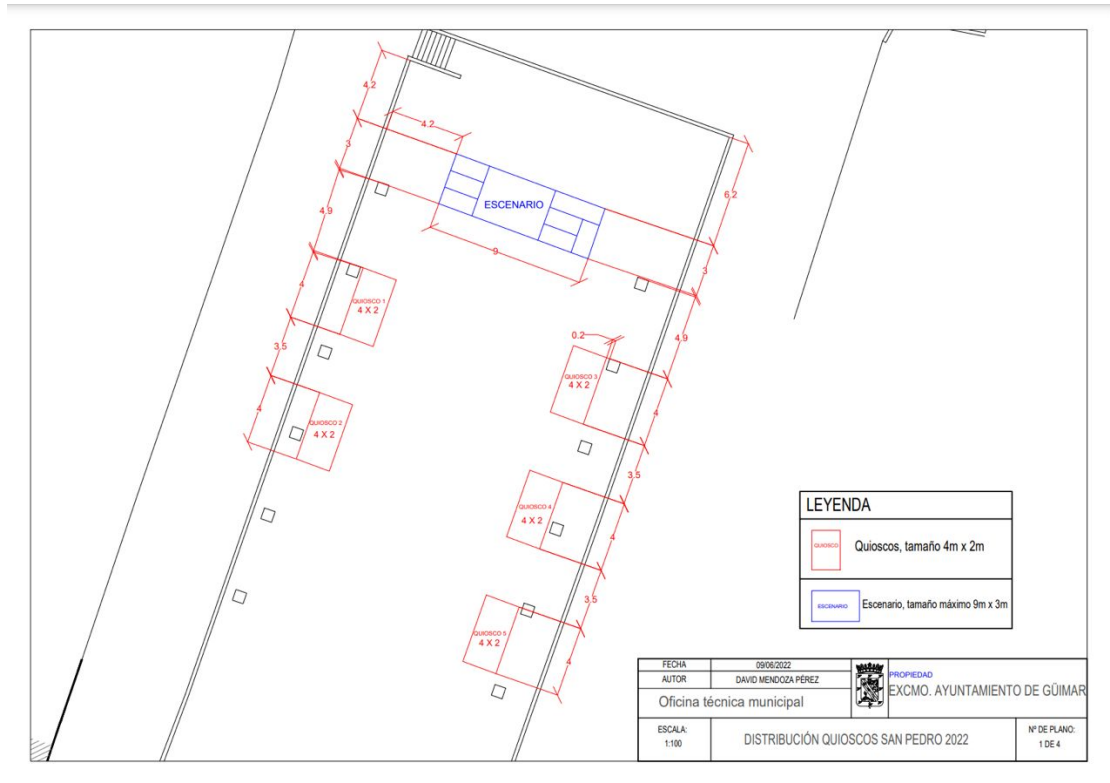 4.2
4.2
3
ESCENARIO
6.2
4.9
9
3
4
QUIOSCO 1
4 X 2
0.2
4.9
3.5
QUIOSCO 3
4 X 2
4
QUIOSCO 2
4 X 2
4
3.5
QUIOSCO 4
4 X 2
4
3.5
QUIOSCO 5
4 X 2
4
LEYENDA
QUIOSCO
Quioscos, tamaño 4m x 2m
ESCENARIO
Escenario, tamaño máximo 9m x 3m
FECHA
09/06/2022
AUTOR
DAVID MENDOZA PÉREZ
Oficina técnica municipal
PROPIEDAD
EXCMO. AYUNTAMIENTO DE GÜIMAR
ESCALA:
1:100
DISTRIBUCIÓN QUIOSCOS SAN PEDRO 2022
Nº DE PLANO:
1 DE 4